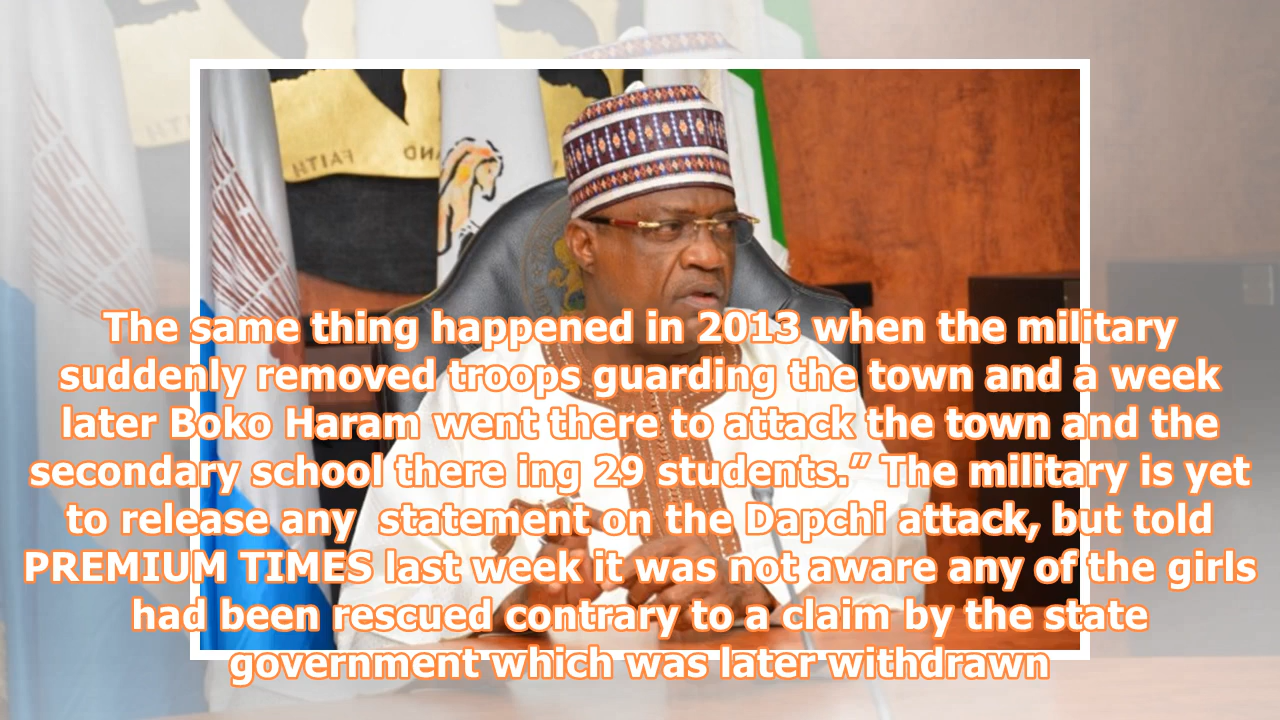 FAITH AND
The same thing happened in 2013 when the military
suddenly removed troops guarding the town and a week
later Boko Haram went there to attack the town and the
secondary school there ing 29 students.” The military is yet
to release any  statement on the Dapchi attack, but told
PREMIUM TIMES last week it was not aware any of the girls
had been rescued contrary to a claim by the state
government which was later withdrawn